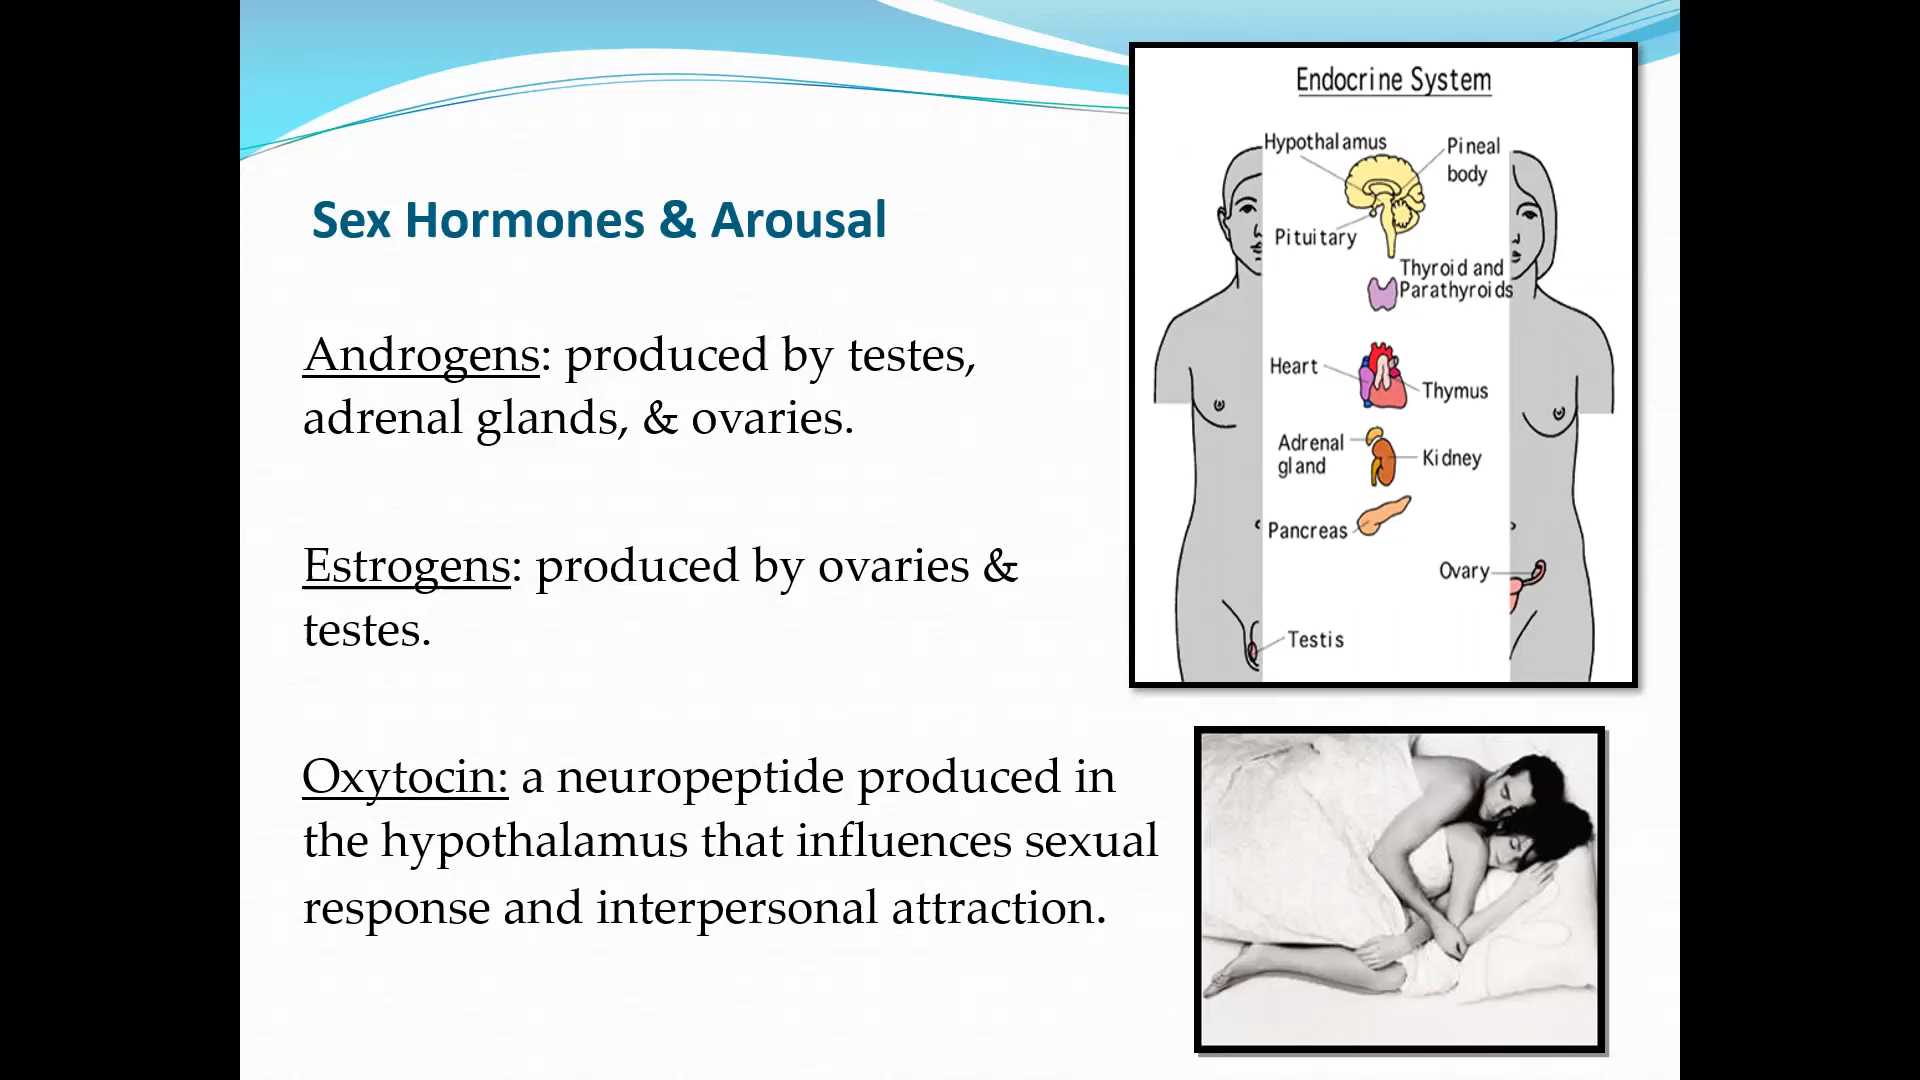 Sex Hormones & Arousal
Androgens: produced by testes,
adrenal glands, & ovaries.
Estrogens: produced by ovaries &
testes.
Oxytocin: a neuropeptide produced in
the hypothalamus that influences sexual
response and interpersonal attraction.
Endocrine System
Hypothalamus
Pineal
body
Pituitary
Thyroid and
Parathyroids
Heart
Thymus
Adrenal
gland
Kidney
Pancreas
Ovary
Testis